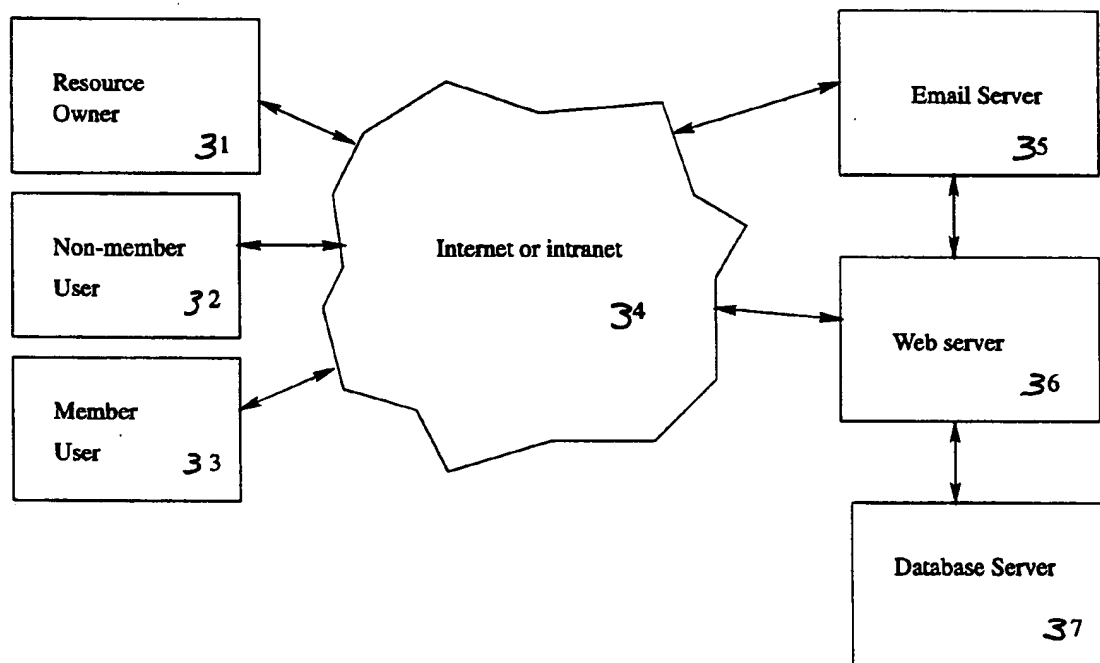 Resource
Owner
31
Non-member
User
32
Member
User
33
Internet or intranet
34
Email Server
35
Web server
36
Database Server
37